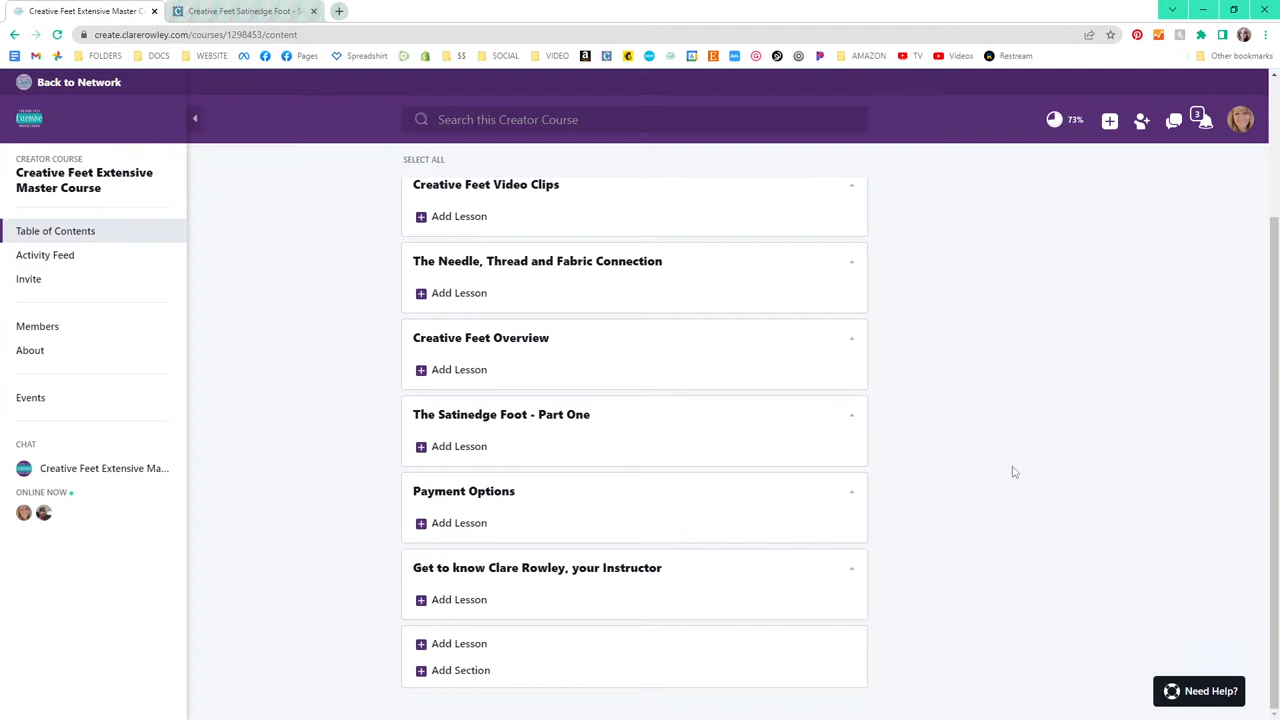 Creative Feet Extensive Master C
Creative Feet Satinedge Foot - S
create.clarerowley.com/courses/1298453/content
FOLDERS
DOCS
WEBSITE
Pages
Spreadshirt
$$
SOCIAL
VIDEO
AMAZON
TV
Videos
Restream
Other bookmarks
Back to Network
Search this Creator Course
73%
3
CREATOR COURSE
Creative Feet Extensive
Master Course
Table of Contents
Activity Feed
Invite
Members
About
Events
CHAT
Creative Feet Extensive Ma...
ONLINE NOW
SELECT ALL
Creative Feet Video Clips
Add Lesson
The Needle, Thread and Fabric Connection
Add Lesson
Creative Feet Overview
Add Lesson
The Satinedge Foot - Part One
Add Lesson
Payment Options
Add Lesson
Get to know Clare Rowley, your Instructor
Add Lesson
Add Lesson
Add Section
Need Help?